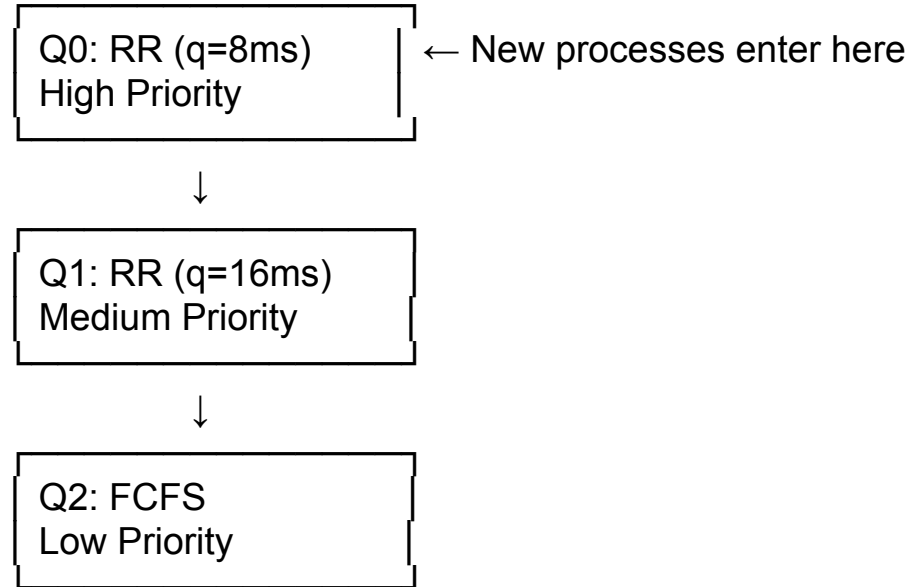 Q0: RR (q=8ms) ← New processes enter here
High Priority
↓
Q1: RR (q=16ms)
Medium Priority
↓
Q2: FCFS
Low Priority